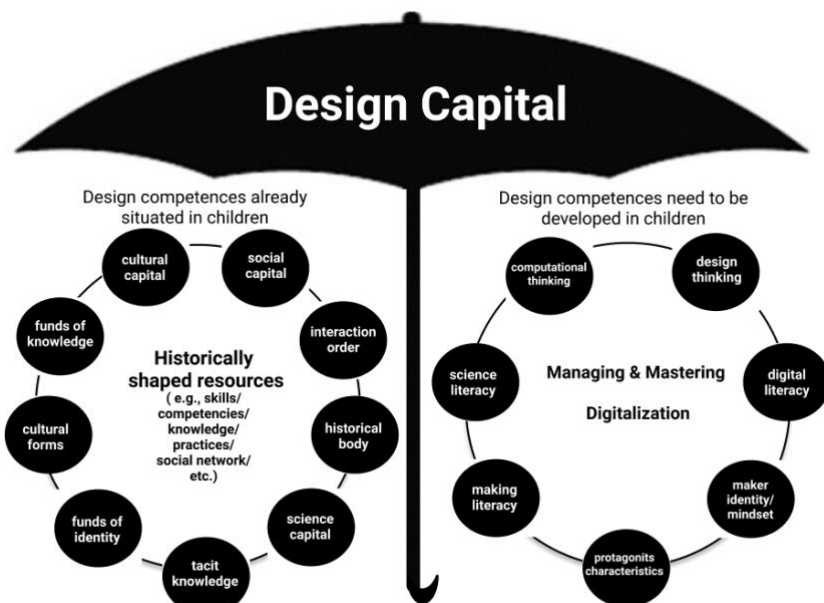 Design Capital
Design competences already
situated in children
cultural
capital
social
capital
funds of
knowledge
interaction
order
Historically
shaped resources
( e.g., skills/
competencies/
knowledge/
practices/
social network/
etc.)
cultural
forms
historical
body
funds of
identity
science
capital
tacit
knowledge
Design competences need to be
developed in children
computational
thinking
design
thinking
science
literacy
Managing & Mastering
Digitalization
digital
literacy
making
literacy
maker
identity/
mindset
protagonits
characteristics